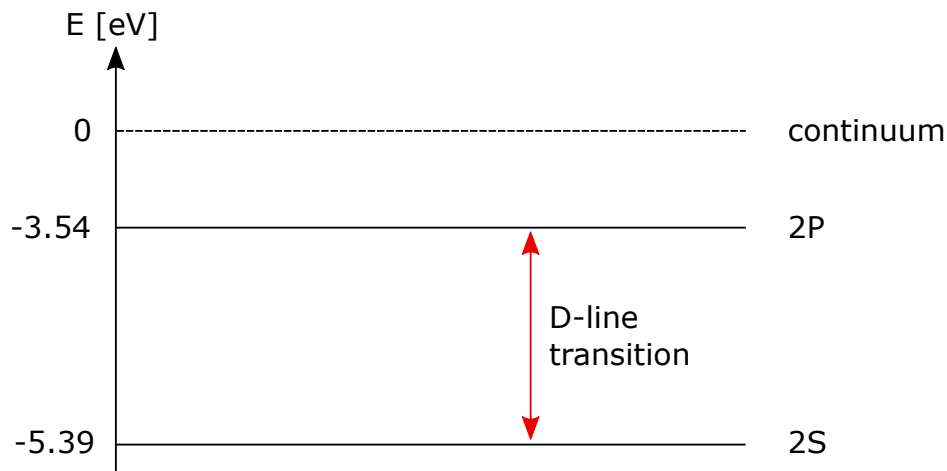 E [eV]
0
continuum
-3.54
2P
D-line
transition
-5.39
2S